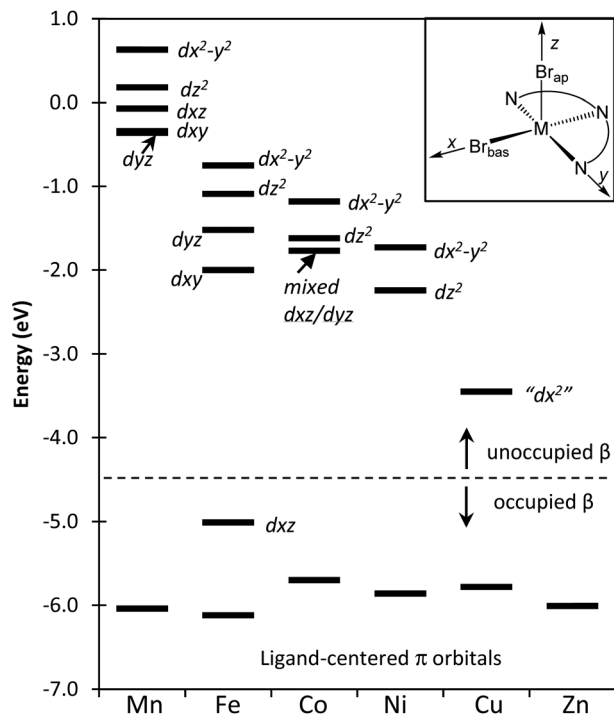 1.0
0.0
-1.0
-2.0
-3.0
-4.0
-5.0
-6.0
-7.0
Energy (eV)
Mn
Fe
Co
Ni
Cu
Zn
dx²-y²
dz²
dxz
dxy
dyz
dx²-y²
dz²
dyz
dxy
dxz
dx²-y²
dz²
mixed
dxz/dyz
dx²-y²
dz²
“dx²”
unoccupied β
occupied β
Ligand-centered π orbitals
z
Br_ap
N
N
M
x
Br_bas
N
y